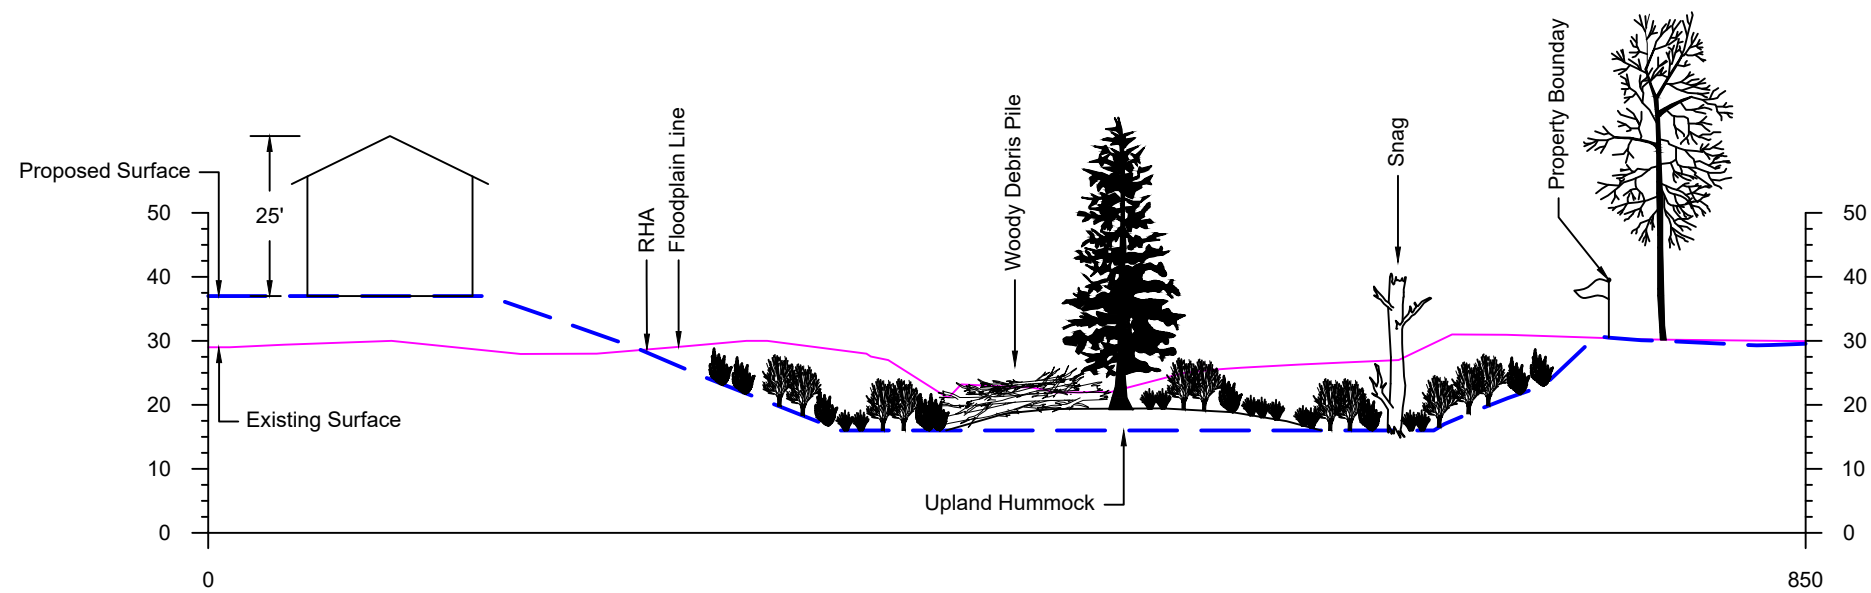 Proposed Surface
25'
RHA
Floodplain Line
Woody Debris Pile
Snag
Property Bounday
50
40
30
20
10
0
Existing Surface
Upland Hummock
50
40
30
20
10
0
0
850